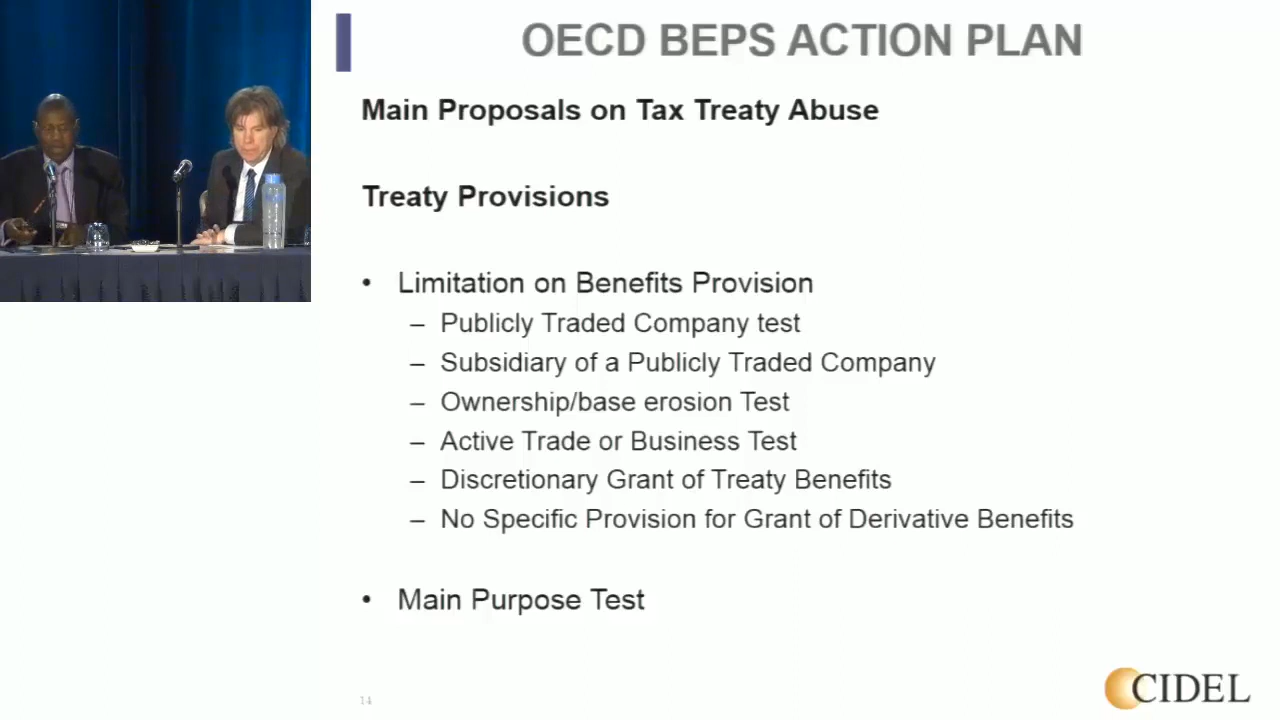 OECD BEPS ACTION PLAN
Main Proposals on Tax Treaty Abuse
Treaty Provisions
• Limitation on Benefits Provision
– Publicly Traded Company test
– Subsidiary of a Publicly Traded Company
– Ownership/base erosion Test
– Active Trade or Business Test
– Discretionary Grant of Treaty Benefits
– No Specific Provision for Grant of Derivative Benefits
• Main Purpose Test
14
CIDEL